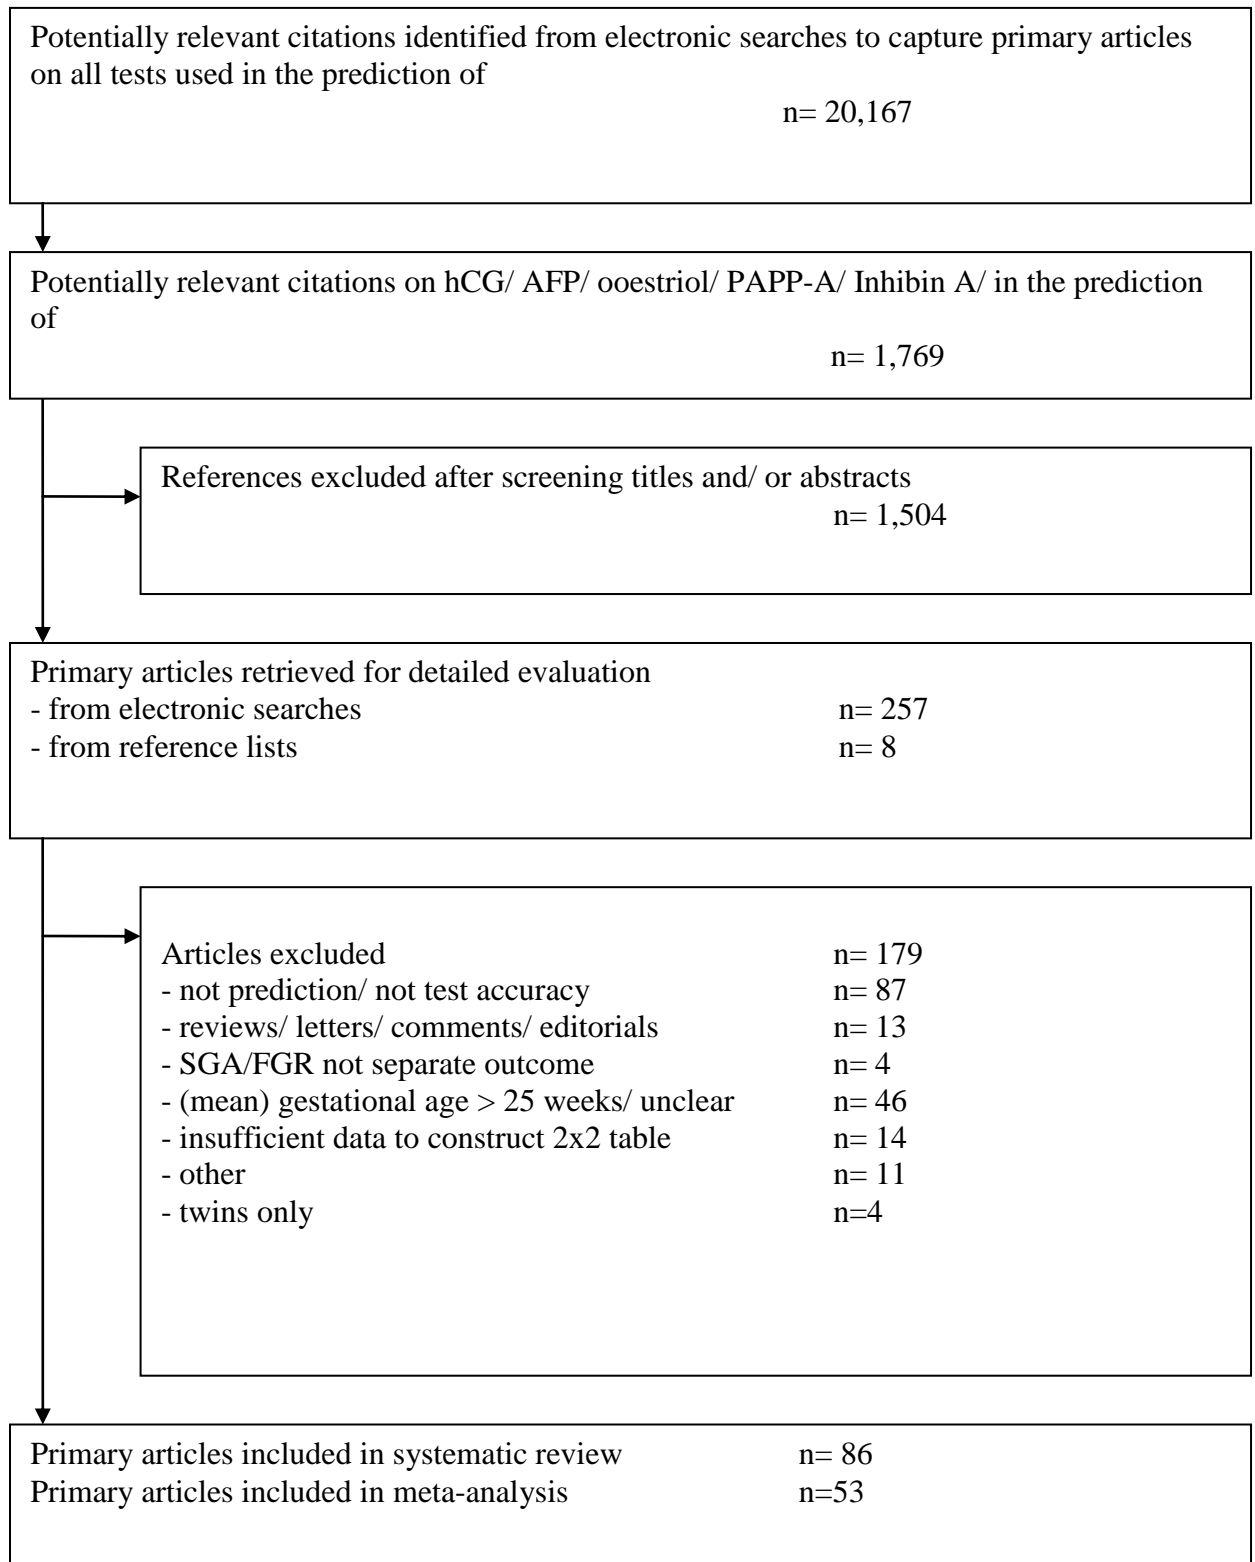 Potentially relevant citations identified from electronic searches to capture primary articles
on all tests used in the prediction of
n= 20,167
Potentially relevant citations on hCG/ AFP/ ooestriol/ PAPP-A/ Inhibin A/ in the prediction
of
n= 1,769
References excluded after screening titles and/ or abstracts
n= 1,504
Primary articles retrieved for detailed evaluation
- from electronic searches n= 257
- from reference lists n= 8
Articles excluded n= 179
- not prediction/ not test accuracy n= 87
- reviews/ letters/ comments/ editorials n= 13
- SGA/FGR not separate outcome n= 4
- (mean) gestational age > 25 weeks/ unclear n= 46
- insufficient data to construct 2x2 table n= 14
- other n= 11
- twins only n=4
Primary articles included in systematic review n= 86
Primary articles included in meta-analysis n=53